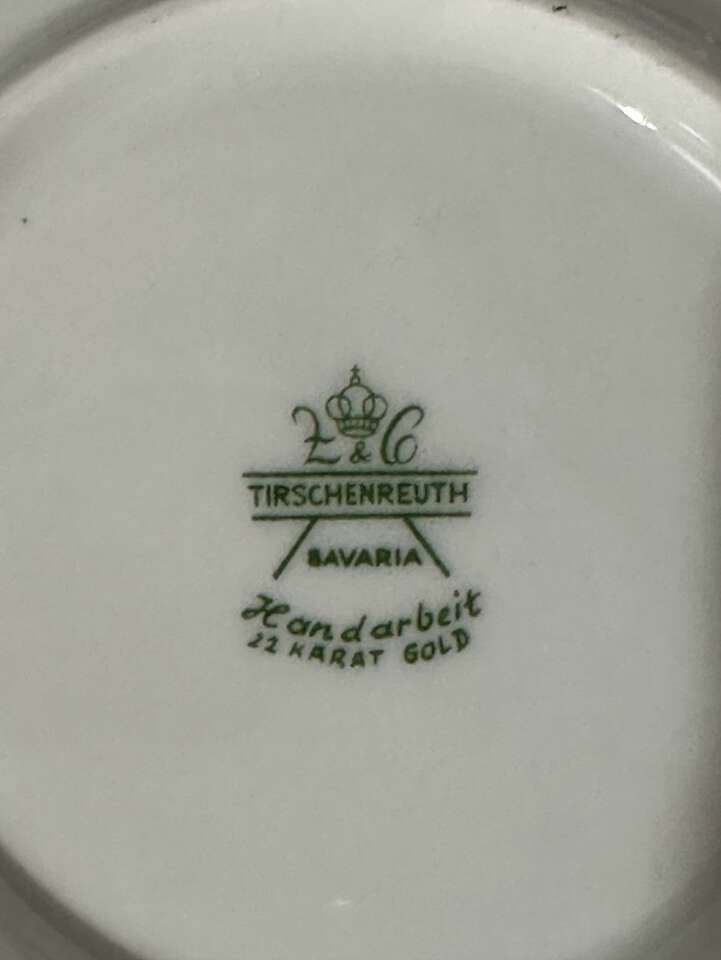 Z & C
TIRSCHENREUTH
BAVARIA
Handarbeit
22 KARAT GOLD